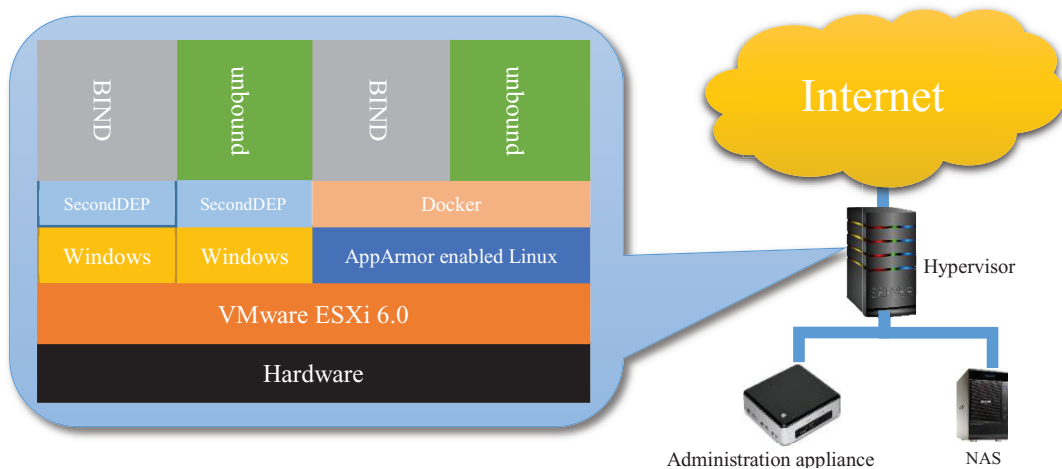 BIND
unbound
BIND
unbound
SecondDEP
SecondDEP
Docker
Windows
Windows
AppArmor enabled Linux
VMware ESXi 6.0
Hardware
Internet
Hypervisor
Administration appliance
NAS